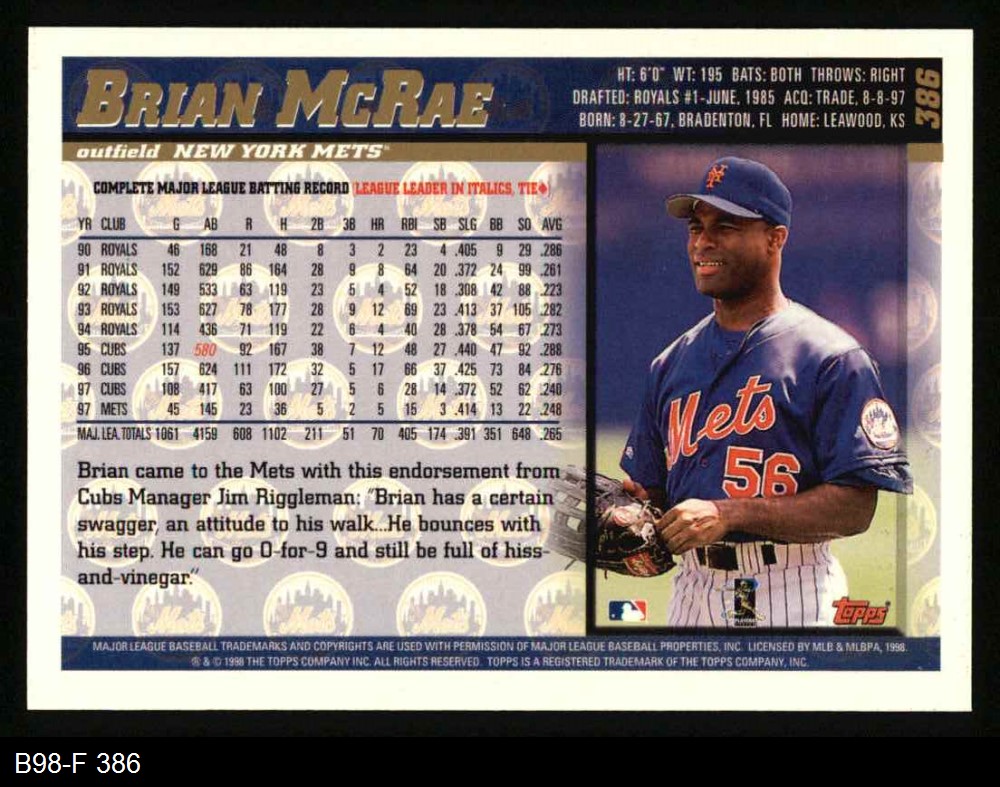 BRIAN MCRAE
HT: 6'0" WT: 195 BATS: BOTH THROWS: RIGHT
DRAFTED: ROYALS #1-JUNE, 1985 ACQ: TRADE, 8-8-97
BORN: 8-27-67, BRADENTON, FL HOME: LEAWOOD, KS
386
outfield NEW YORK METS™
COMPLETE MAJOR LEAGUE BATTING RECORD (LEAGUE LEADER IN ITALICS, TIE♦)
YR CLUB G AB R H 2B 3B HR RBI SB SLG BB SO AVG
90 ROYALS 46 168 21 48 8 3 2 23 4 .405 9 29 .286
91 ROYALS 152 629 86 164 28 9 8 64 20 .372 24 99 .261
92 ROYALS 149 533 63 119 23 5 4 52 18 .308 42 88 .223
93 ROYALS 153 627 78 177 28 9 12 69 23 .413 37 105 .282
94 ROYALS 114 436 71 119 22 6 4 40 28 .378 54 67 .273
95 CUBS 137 580 92 167 38 7 12 48 27 .440 47 92 .288
96 CUBS 157 624 111 172 32 5 17 66 37 .425 73 84 .276
97 CUBS 108 417 63 100 27 5 6 28 14 .372 52 62 .240
97 METS 45 145 23 36 5 2 5 15 3 .414 13 22 .248
MAJ. LEA. TOTALS 1061 4159 608 1102 211 51 70 405 174 .391 351 648 .265
Brian came to the Mets with this endorsement from
Cubs Manager Jim Riggleman: "Brian has a certain
swagger, an attitude to his walk...He bounces with
his step. He can go 0-for-9 and still be full of hiss-
and-vinegar."
NY
Mets
56
Topps
MAJOR LEAGUE BASEBALL TRADEMARKS AND COPYRIGHTS ARE USED WITH PERMISSION OF MAJOR LEAGUE BASEBALL PROPERTIES, INC. LICENSED BY MLB & MLBPA, 1998.
® & © 1998 THE TOPPS COMPANY INC. ALL RIGHTS RESERVED. TOPPS IS A REGISTERED TRADEMARK OF THE TOPPS COMPANY, INC.
B98-F 386